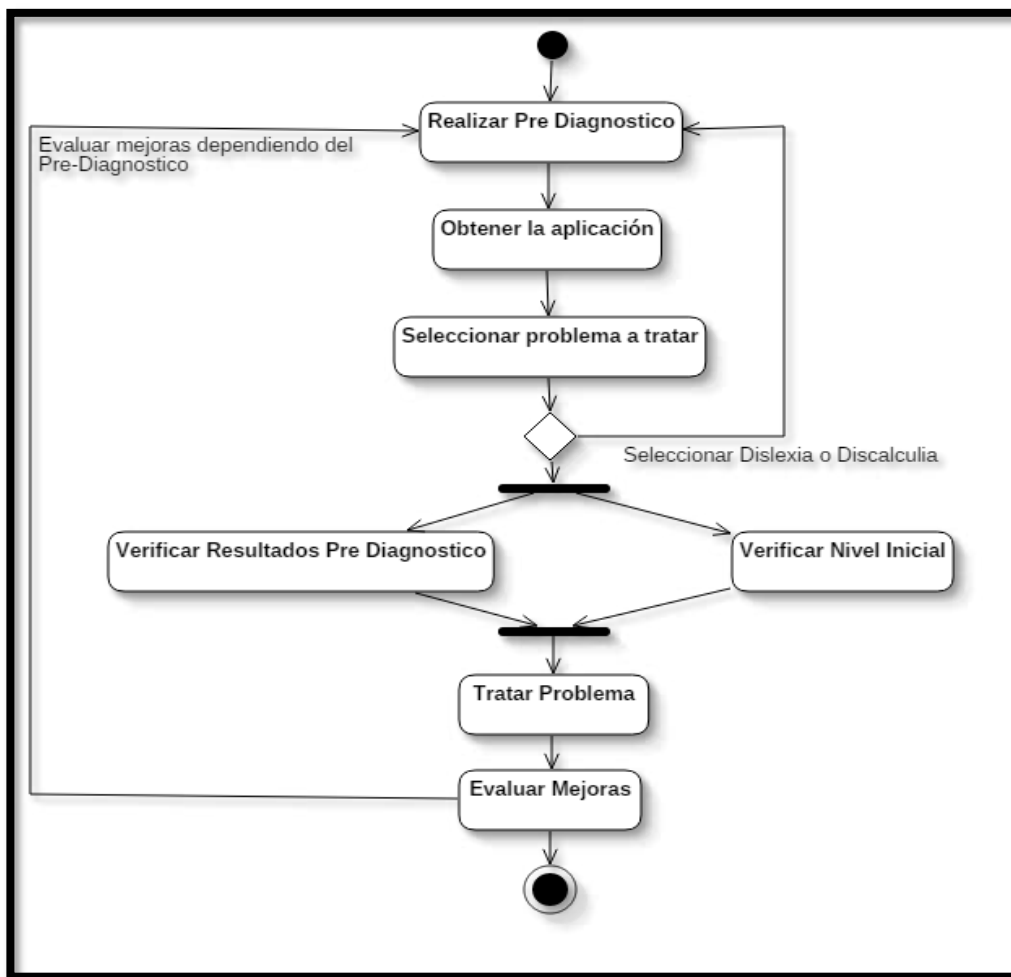 Realizar Pre Diagnostico
Evaluar mejoras dependiendo del
Pre-Diagnostico
Obtener la aplicación
Seleccionar problema a tratar
Seleccionar Dislexia o Discalculia
Verificar Resultados Pre Diagnostico
Verificar Nivel Inicial
Tratar Problema
Evaluar Mejoras